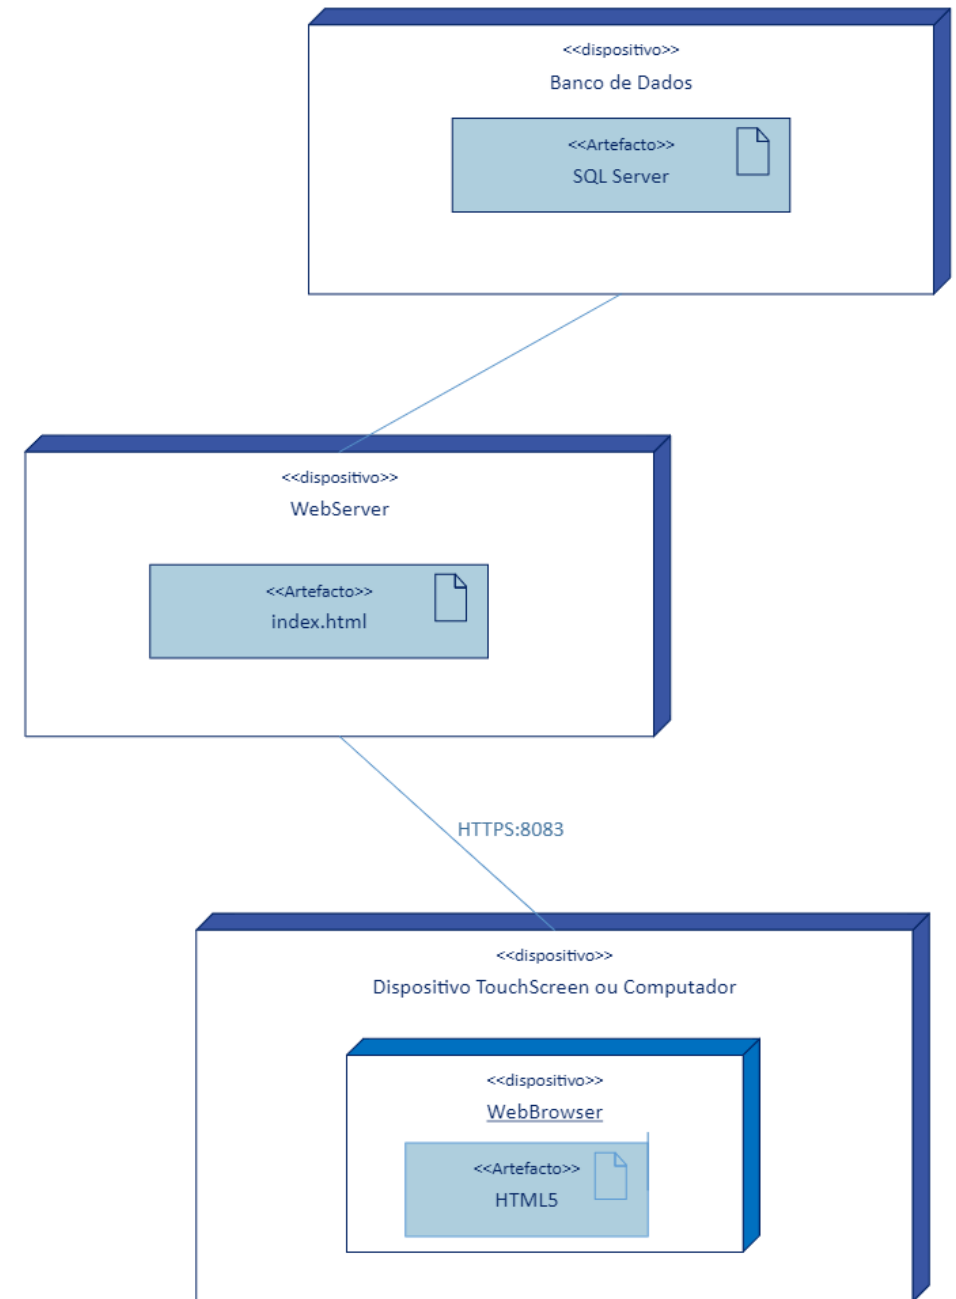 <<dispositivo>>
Banco de Dados
<<Artefacto>>
SQL Server
<<dispositivo>>
WebServer
<<Artefacto>>
index.html
HTTPS:8083
<<dispositivo>>
Dispositivo TouchScreen ou Computador
<<dispositivo>>
WebBrowser
<<Artefacto>>
HTML5